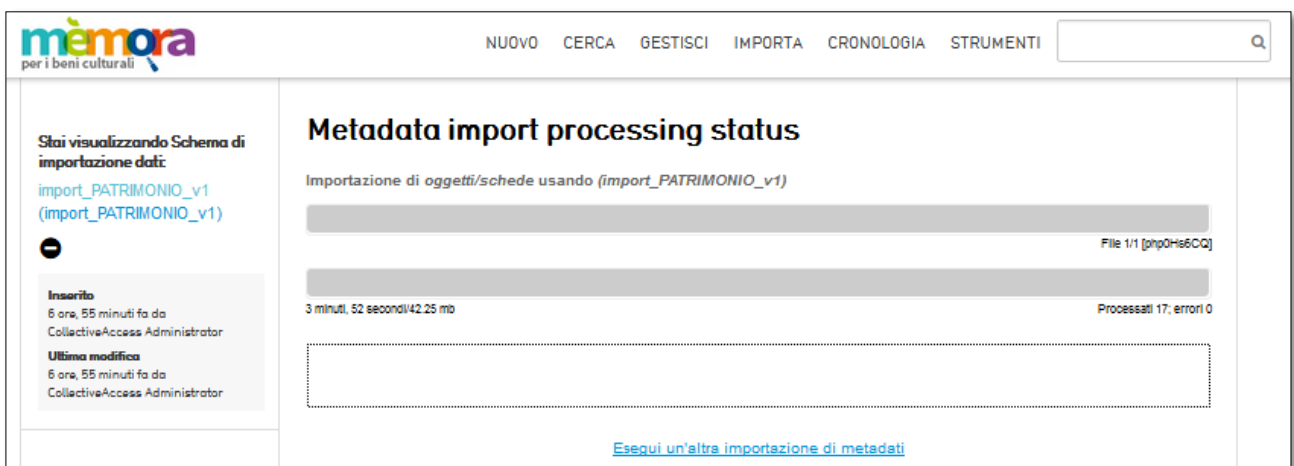 mèmora
per i beni culturali
NUOVO CERCA GESTISCI IMPORTA CRONOLOGIA STRUMENTI
Stai visualizzando Schema di
importazione dati:
import_PATRIMONIO_v1
(import_PATRIMONIO_v1)
Inserito
6 ore, 55 minuti fa da
CollectiveAccess Administrator
Ultima modifica
6 ore, 55 minuti fa da
CollectiveAccess Administrator
Metadata import processing status
Importazione di oggetti/schede usando (import_PATRIMONIO_v1)
File 1/1 [php0Hs6CQ]
3 minuti, 52 secondi/42.25 mb
Processati 17; errori 0
Esegui un'altra importazione di metadati